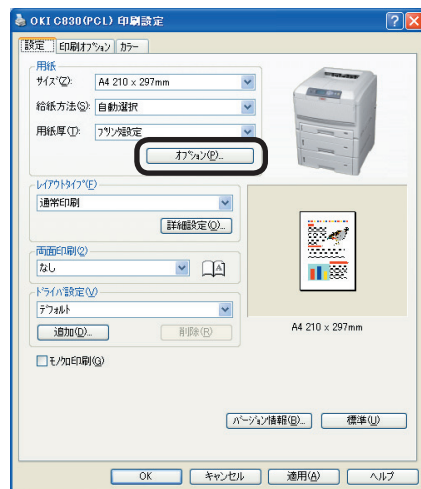 OKI C830(PCL) 印刷設定
設定 印刷オプション カラー
用紙
サイズ(Z): A4 210 x 297mm
給紙方法(S): 自動選択
用紙厚(T): プリンタ設定
オプション(P)...
レイアウトタイプ(E)
通常印刷
詳細設定(O)...
両面印刷(2)
なし
A
ドライバ設定(V)
デフォルト
追加(D)... 削除(R)
A4 210 x 297mm
モノクロ印刷(G)
バージョン情報(B)... 標準(U)
OK キャンセル 適用(A) ヘルプ